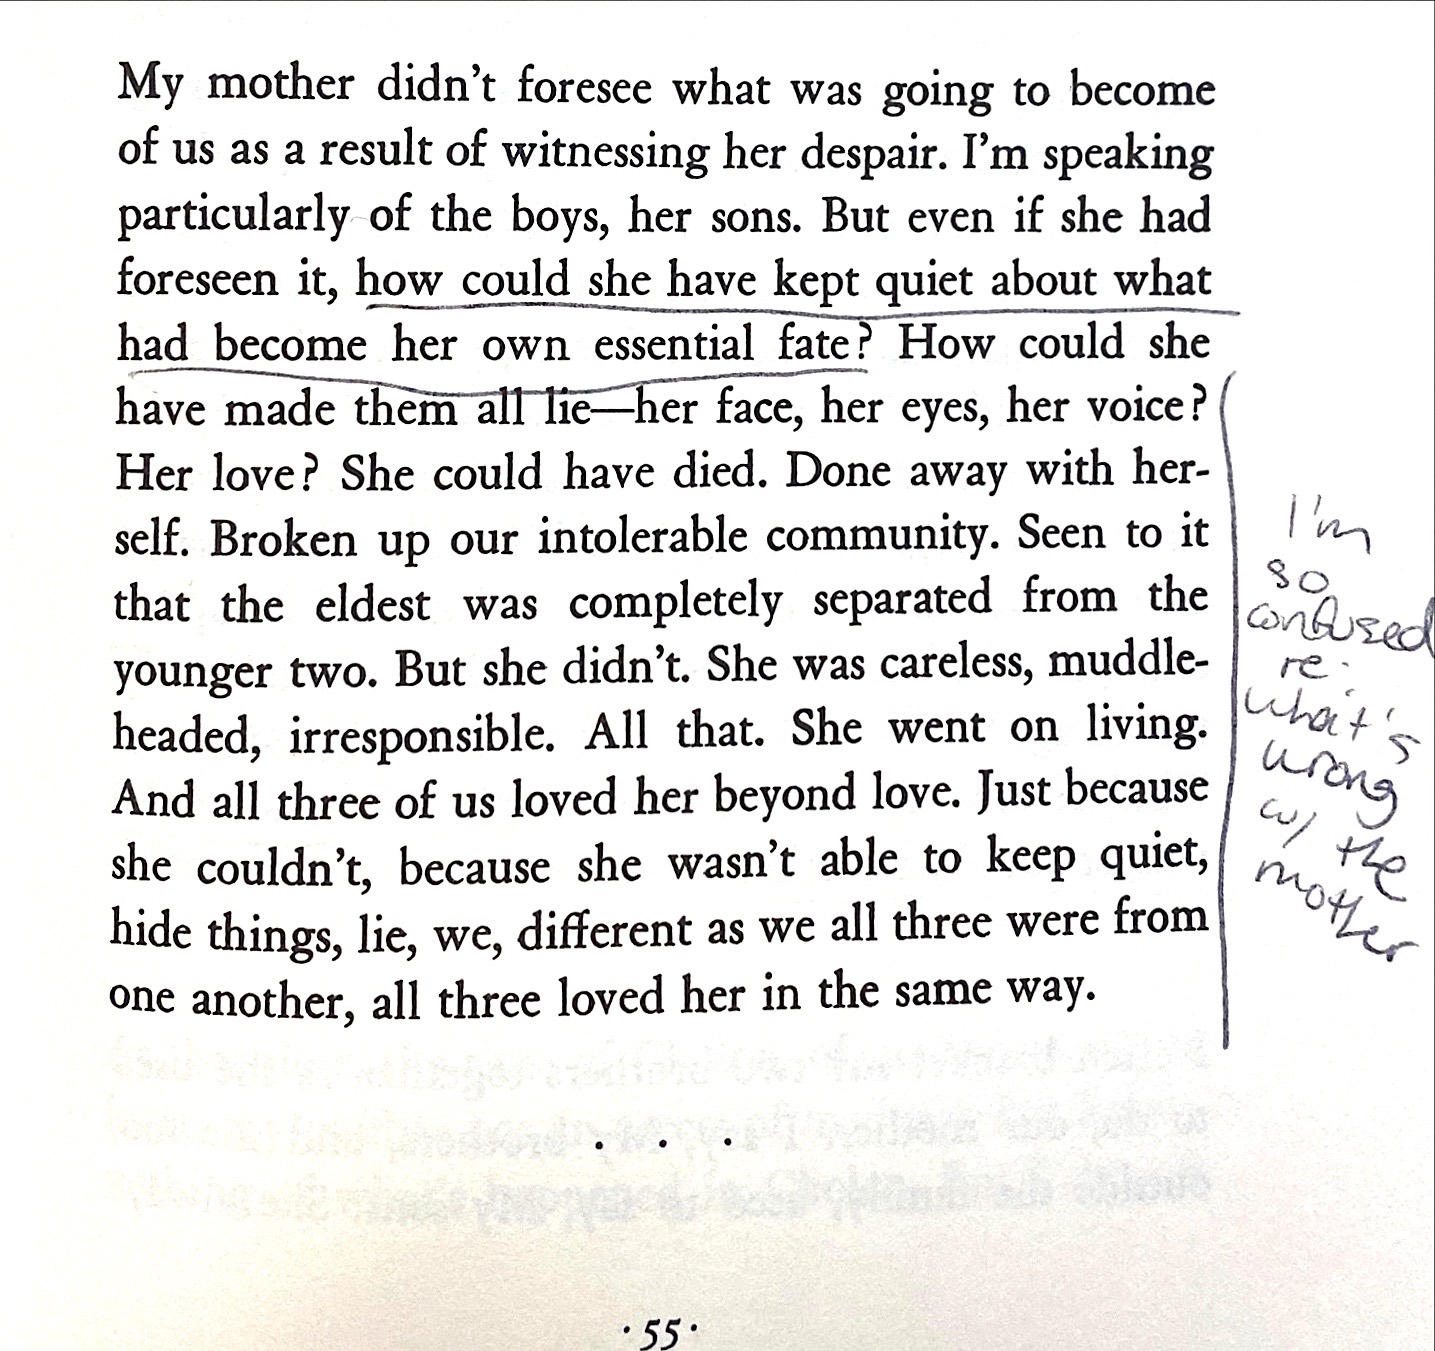 My mother didn't foresee what was going to become
of us as a result of witnessing her despair. I'm speaking
particularly of the boys, her sons. But even if she had
foreseen it, how could she have kept quiet about what
had become her own essential fate? How could she
have made them all lie—her face, her eyes, her voice?
Her love? She could have died. Done away with her-
self. Broken up our intolerable community. Seen to it
that the eldest was completely separated from the
younger two. But she didn't. She was careless, muddle-
headed, irresponsible. All that. She went on living.
And all three of us loved her beyond love. Just because
she couldn't, because she wasn't able to keep quiet,
hide things, lie, we, different as we all three were from
one another, all three loved her in the same way.
I'm
so
confused
re.
what's
wrong
w/ the
mother
. . .
· 55 ·